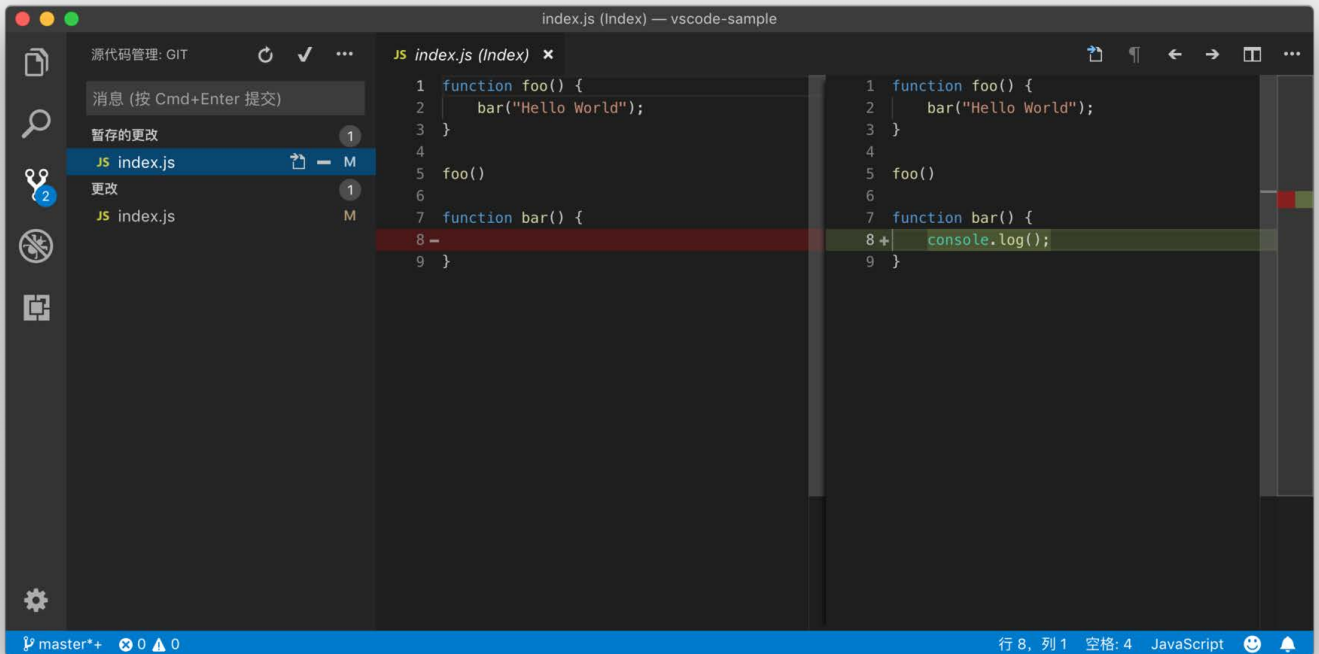 index.js (Index) — vscode-sample
源代码管理: GIT
消息 (按 Cmd+Enter 提交)
暂存的更改 1
JS index.js M
更改 1
JS index.js M
2
JS index.js (Index) ×
1 function foo() {
2     bar("Hello World");
3 }
4
5 foo()
6
7 function bar() {
8 –
9 }
1 function foo() {
2     bar("Hello World");
3 }
4
5 foo()
6
7 function bar() {
8 +    console.log();
9 }
master*+ 0 0
行 8，列 1 空格: 4 JavaScript